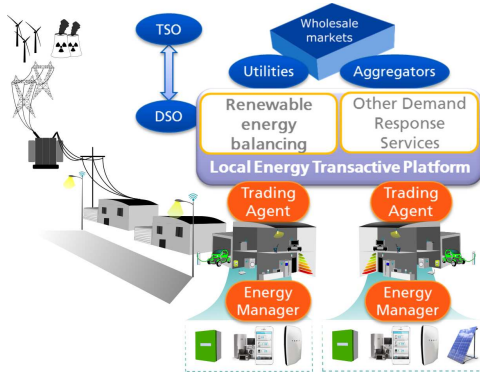 TSO
Wholesale
markets
Utilities
Aggregators
DSO
Renewable
energy
balancing
Other Demand
Response
Services
Local Energy Transactive Platform
Trading
Agent
Trading
Agent
Energy
Manager
Energy
Manager